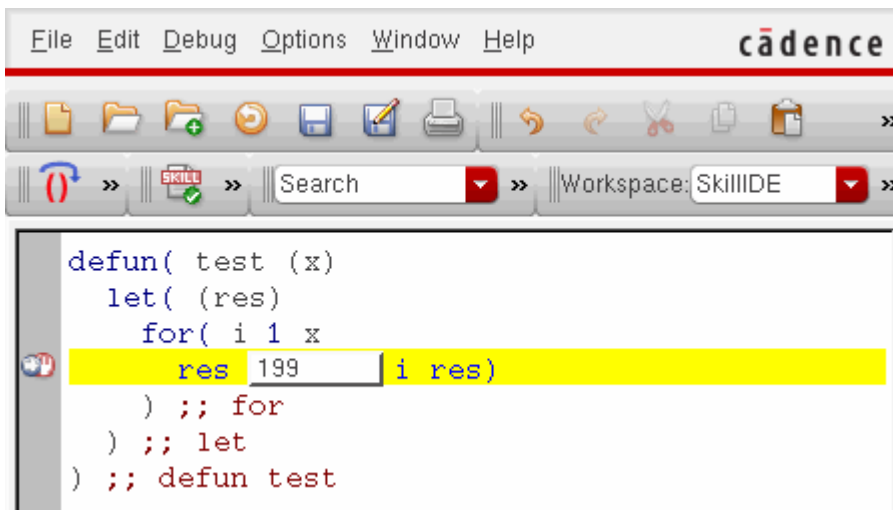 File Edit Debug Options Window Help cādence
SKILL Search Workspace: SkillIDE
defun( test (x)
let( (res)
for( i 1 x
res 199 i res)
) ;; for
) ;; let
) ;; defun test